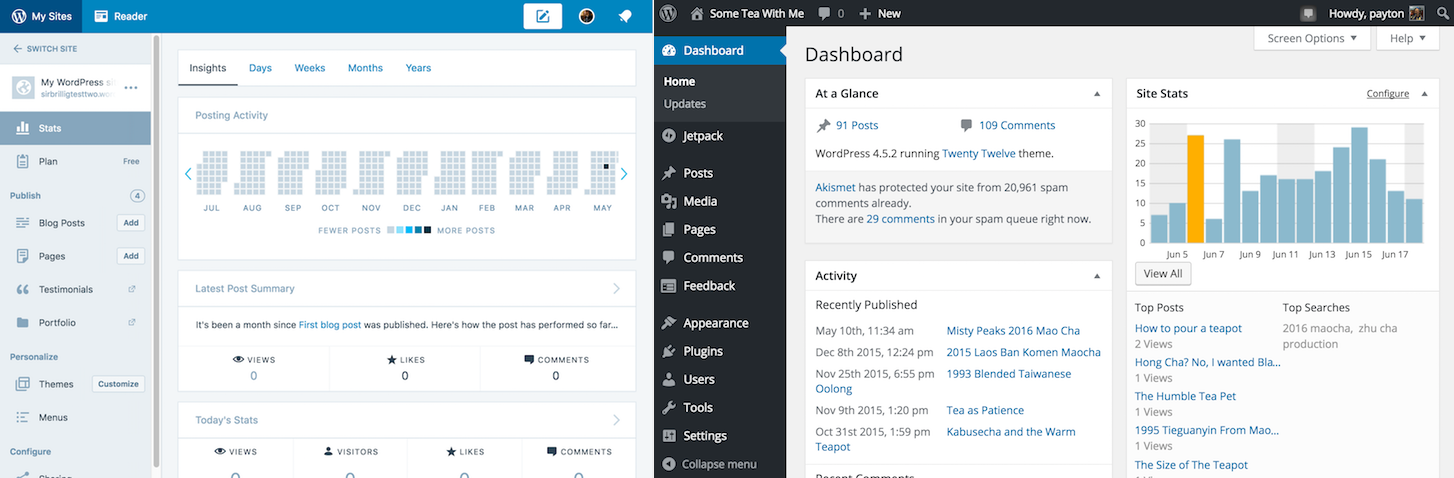 My Sites
Reader
SWITCH SITE
My WordPress si
sirbrilligtesttwo.wo
Stats
Plan Free
Publish 4
Blog Posts Add
Pages Add
Testimonials
Portfolio
Personalize
Themes Customize
Menus
Configure
Sharing
Insights Days Weeks Months Years
Posting Activity
JUL AUG SEP OCT NOV DEC JAN FEB MAR APR MAY
FEWER POSTS MORE POSTS
Latest Post Summary
It's been a month since First blog post was published. Here's how the post has performed so far...
VIEWS LIKES COMMENTS
0 0 0
Today's Stats
VIEWS VISITORS LIKES COMMENTS
0 0 0 0
Some Tea With Me 0 + New
Howdy, payton
Dashboard
Home
Updates
Jetpack
Posts
Media
Pages
Comments
Feedback
Appearance
Plugins
Users
Tools
Settings
Collapse menu
Screen Options Help
Dashboard
At a Glance
91 Posts 109 Comments
WordPress 4.5.2 running Twenty Twelve theme.
Akismet has protected your site from 20,961 spam
comments already.
There are 29 comments in your spam queue right now.
Activity
Recently Published
May 10th, 11:34 am Misty Peaks 2016 Mao Cha
Dec 8th 2015, 12:24 pm 2015 Laos Ban Komen Maocha
Nov 25th 2015, 6:55 pm 1993 Blended Taiwanese
Oolong
Nov 9th 2015, 1:20 pm Tea as Patience
Oct 31st 2015, 1:59 pm Kabusecha and the Warm
Teapot
Recent Comments
Site Stats Configure
30
25
20
15
10
5
0
Jun 5 Jun 7 Jun 9 Jun 11 Jun 13 Jun 15 Jun 17
View All
Top Posts
How to pour a teapot
2 Views
Hong Cha? No, I wanted Bla...
1 Views
The Humble Tea Pet
1 Views
1995 Tieguanyin From Mao...
1 Views
The Size of The Teapot
Top Searches
2016 maocha, zhu cha
production